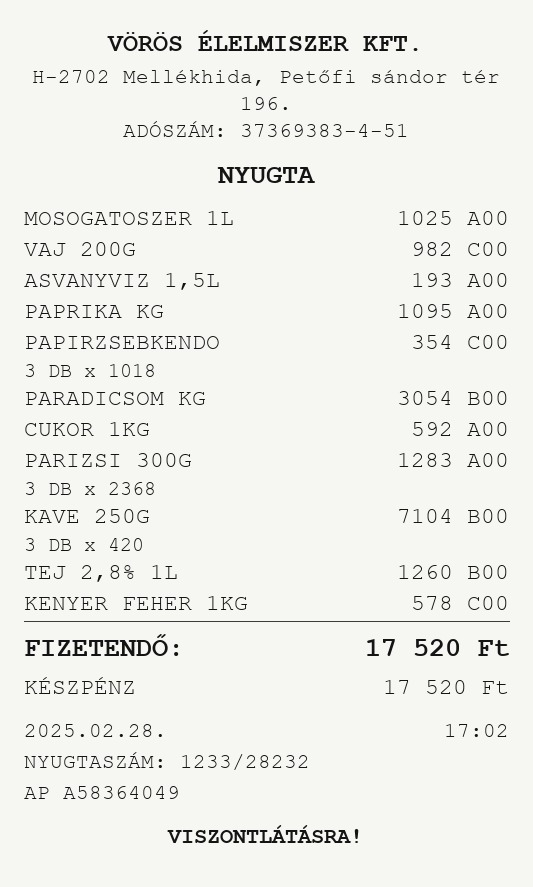 VÖRÖS ÉLELMISZER KFT.
H-2702 Mellékhida, Petőfi sándor tér
196.
ADÓSZÁM: 37369383-4-51
NYUGTA
MOSOGATOSZER 1L 1025 A00
VAJ 200G 982 C00
ASVANYVIZ 1,5L 193 A00
PAPRIKA KG 1095 A00
PAPIRZSEBKENDO 354 C00
3 DB x 1018
PARADICSOM KG 3054 B00
CUKOR 1KG 592 A00
PARIZSI 300G 1283 A00
3 DB x 2368
KAVE 250G 7104 B00
3 DB x 420
TEJ 2,8% 1L 1260 B00
KENYER FEHER 1KG 578 C00
FIZETENDŐ: 17 520 Ft
KÉSZPÉNZ 17 520 Ft
2025.02.28. 17:02
NYUGTASZÁM: 1233/28232
AP A58364049
VISZONTLÁTÁSRA!